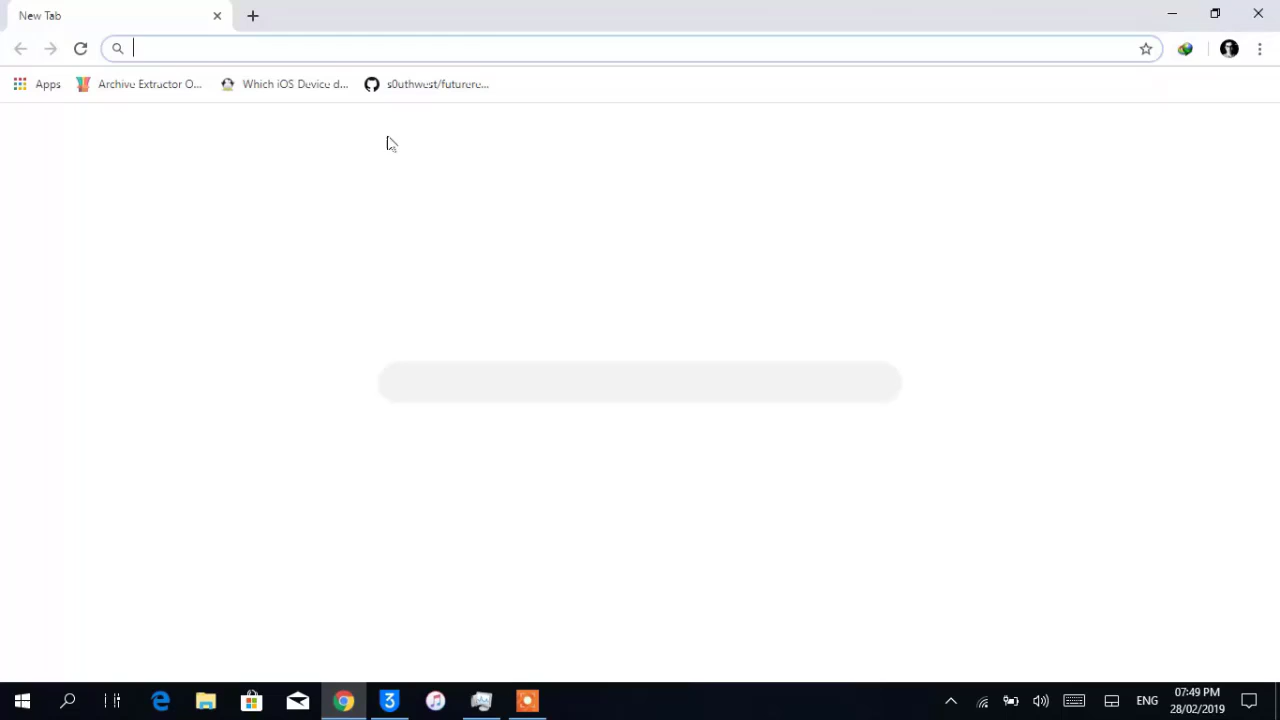 New Tab
Apps
Archive Extractor O...
Which iOS Device d...
s0uthwest/futurere...
ENG
07:49 PM
28/02/2019